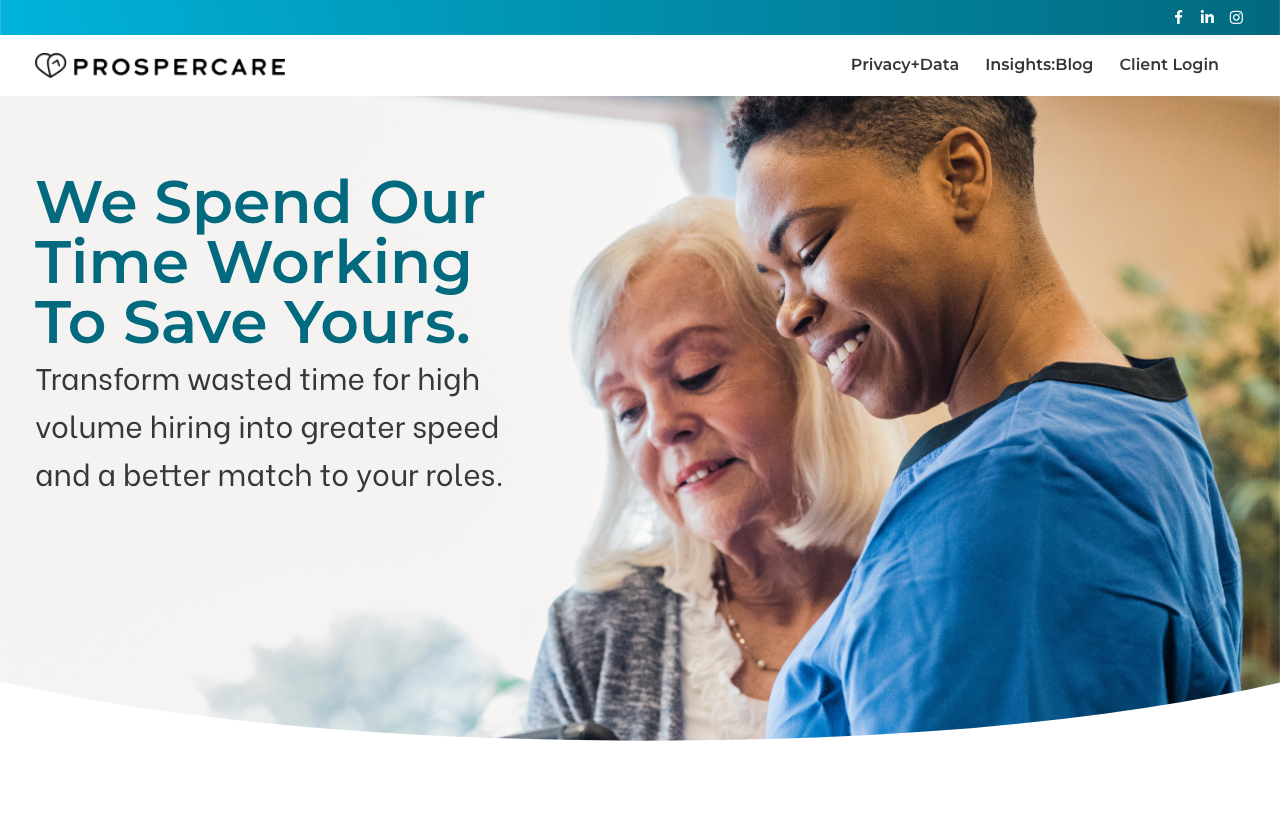 PROSPERCARE
Privacy+Data
Insights:Blog
Client Login
We Spend Our
Time Working
To Save Yours.
Transform wasted time for high
volume hiring into greater speed
and a better match to your roles.